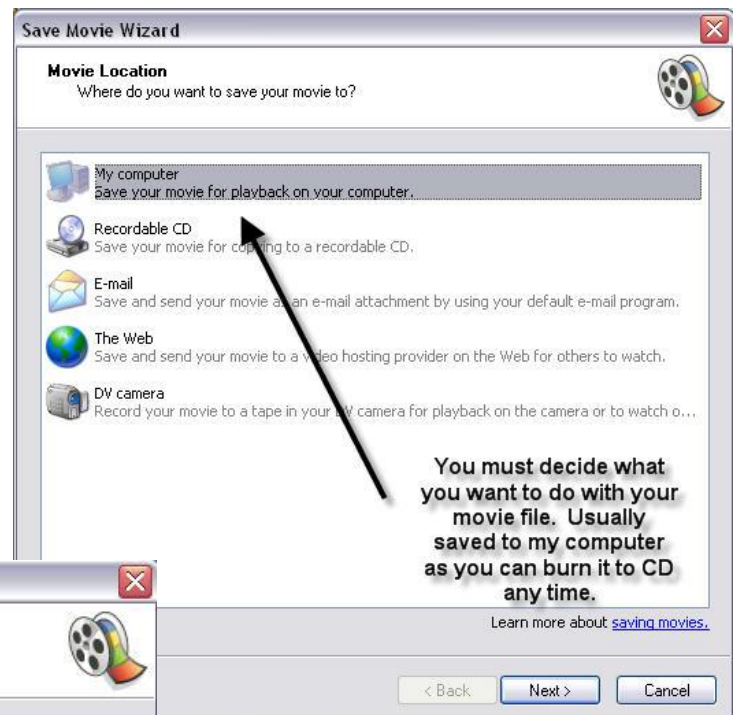 Save Movie Wizard
Movie Location
Where do you want to save your movie to?
My computer
Save your movie for playback on your computer.
Recordable CD
Save your movie for copying to a recordable CD.
E-mail
Save and send your movie as an e-mail attachment by using your default e-mail program.
The Web
Save and send your movie to a video hosting provider on the Web for others to watch.
DV camera
Record your movie to a tape in your DV camera for playback on the camera or to watch o...
You must decide what
you want to do with your
movie file. Usually
saved to my computer
as you can burn it to CD
any time.
Learn more about saving movies.
< Back Next > Cancel